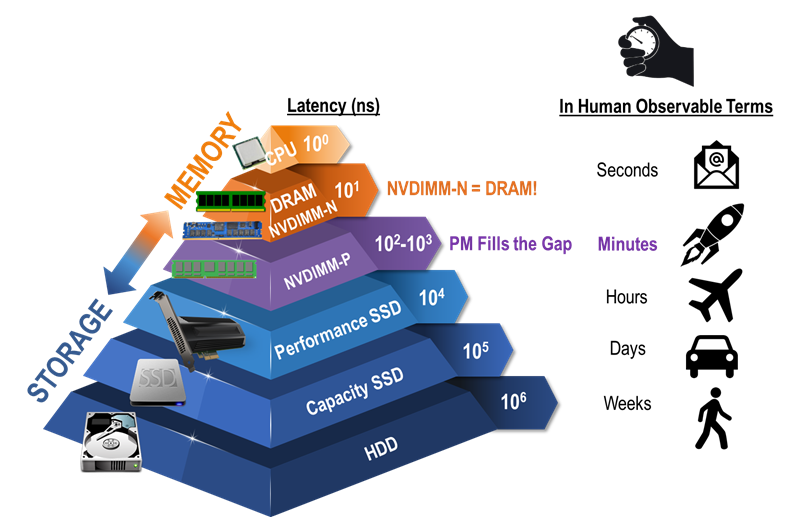 Latency (ns)
In Human Observable Terms
MEMORY
STORAGE
CPU 10⁰
Seconds
@
DRAM
NVDIMM-N
10¹
NVDIMM-N = DRAM!
NVDIMM-P
10²-10³
PM Fills the Gap
Minutes
Performance SSD
10⁴
Hours
SSD
Capacity SSD
10⁵
Days
HDD
10⁶
Weeks